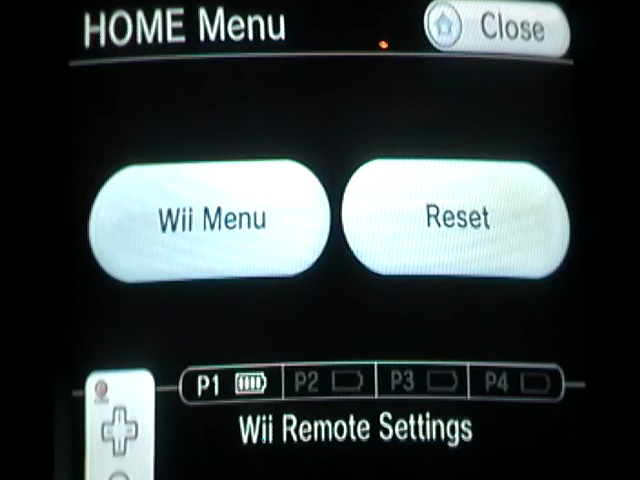 HOME Menu
Close
Wii Menu
Reset
P1 P2 P3 P4
Wii Remote Settings